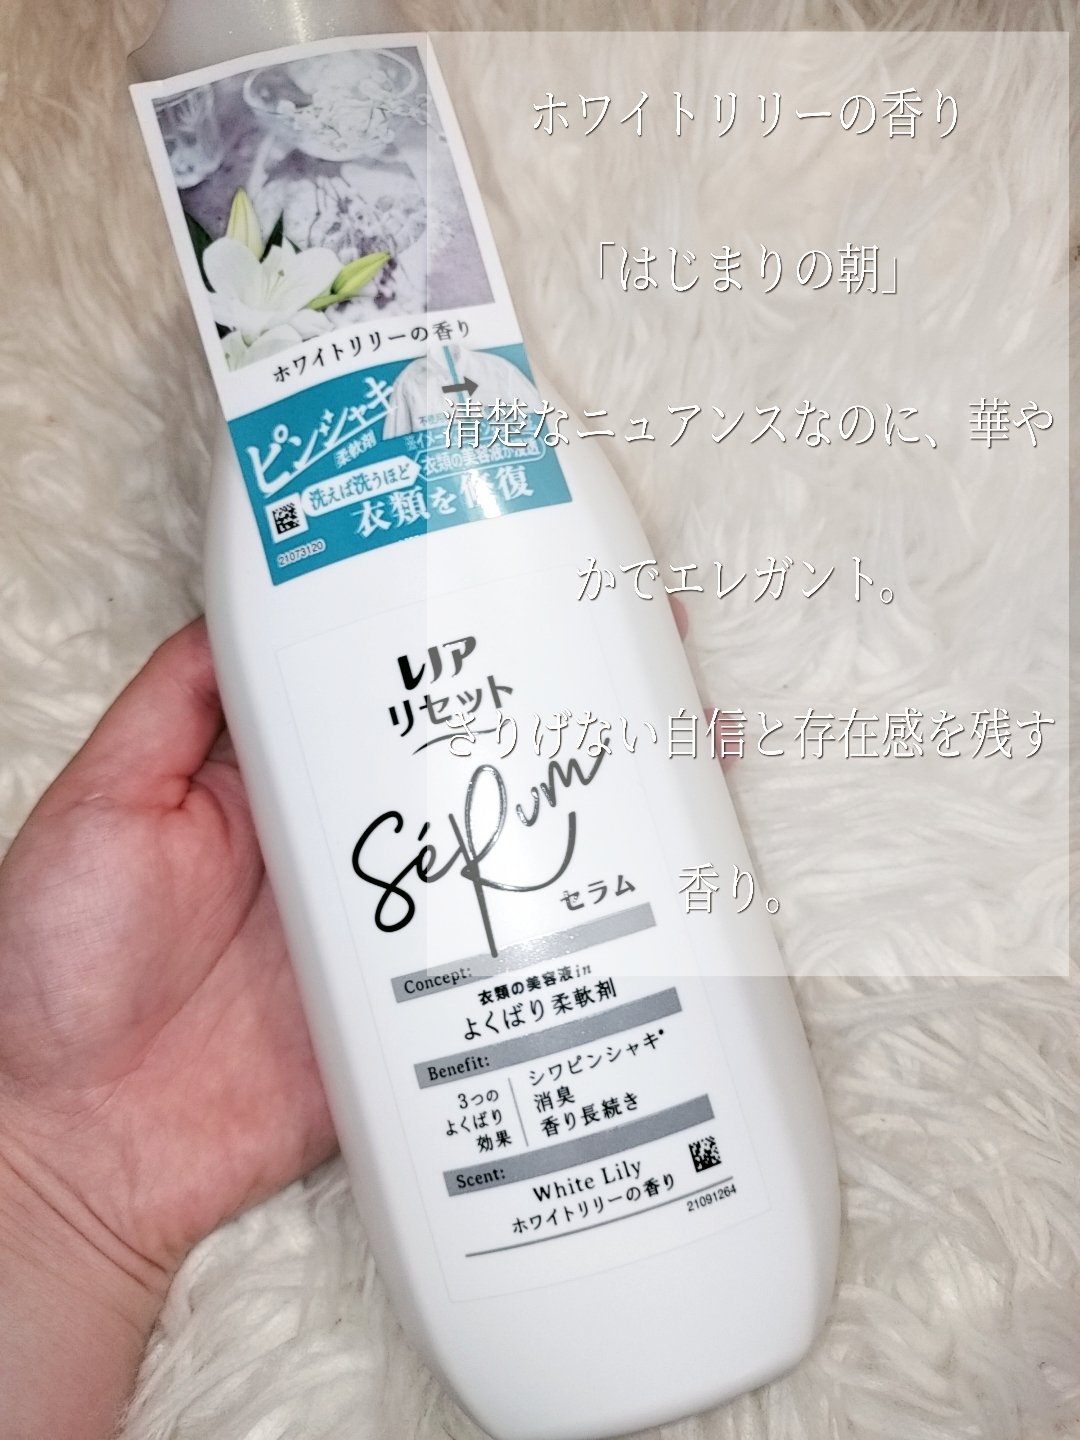 ホワイトリリーの香り
「はじまりの朝」
清楚なニュアンスなのに、華や
かでエレガント。
さりげない自信と存在感を残す
香り。
ホワイトリリーの香り
ピンシャキ
柔軟剤
洗えば洗うほど
衣類の美容液が浸透
衣類を修復
21073120
レノア
リセット
SéRum
セラム
Concept:
衣類の美容液in
よくばり柔軟剤
Benefit:
3つの
よくばり
効果
シワピンシャキ*
消臭
香り長続き
Scent:
White Lily
ホワイトリリーの香り
21091264